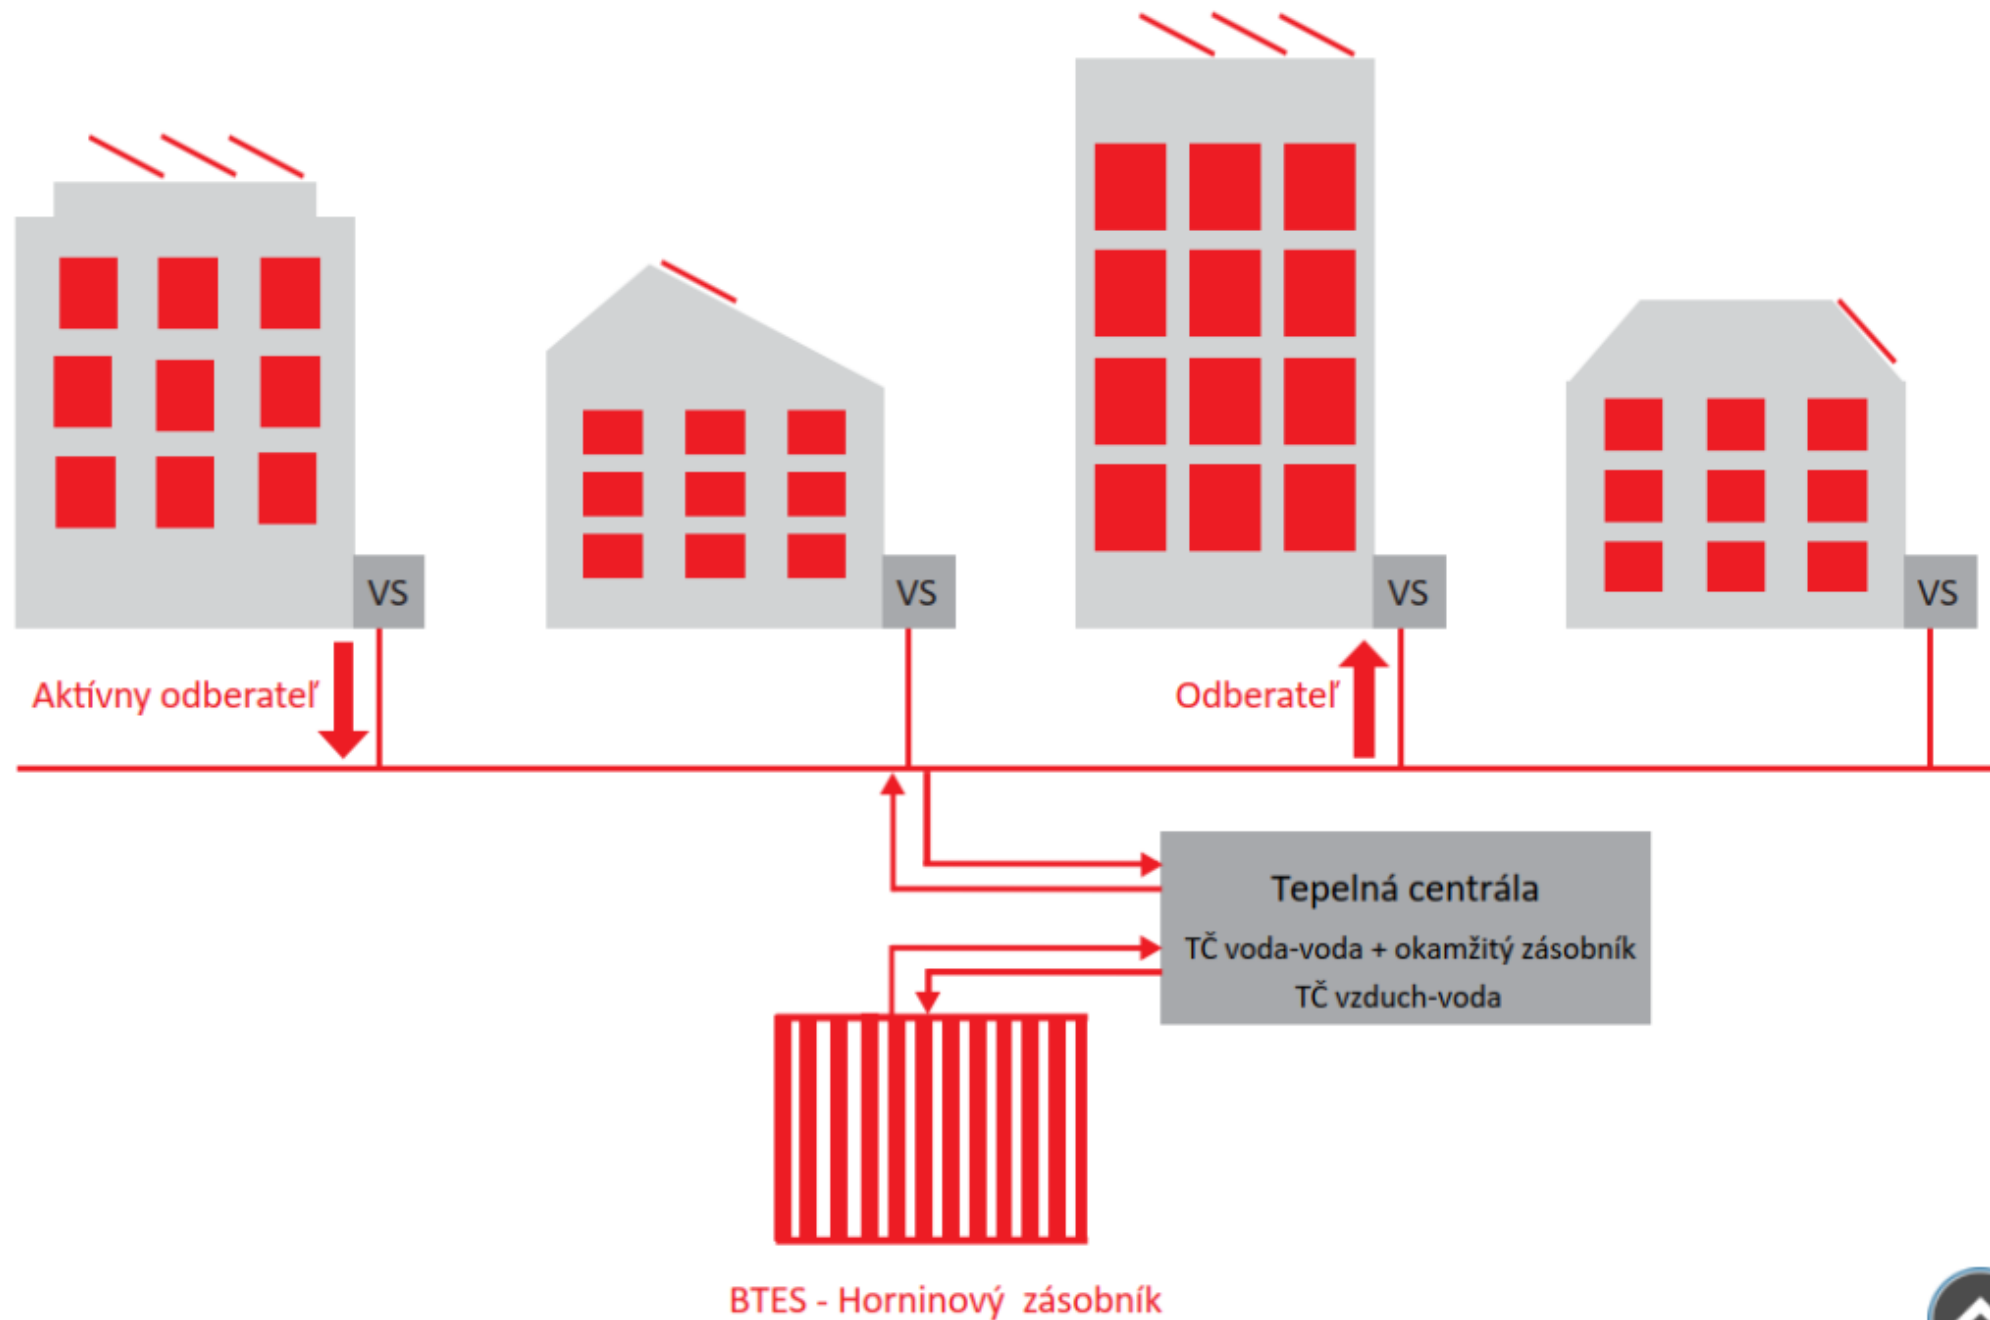 VS
VS
VS
VS
Aktívny odberateľ
Odberateľ
Tepelná centrála
TČ voda-voda + okamžitý zásobník
TČ vzduch-voda
BTES - Horninový zásobník